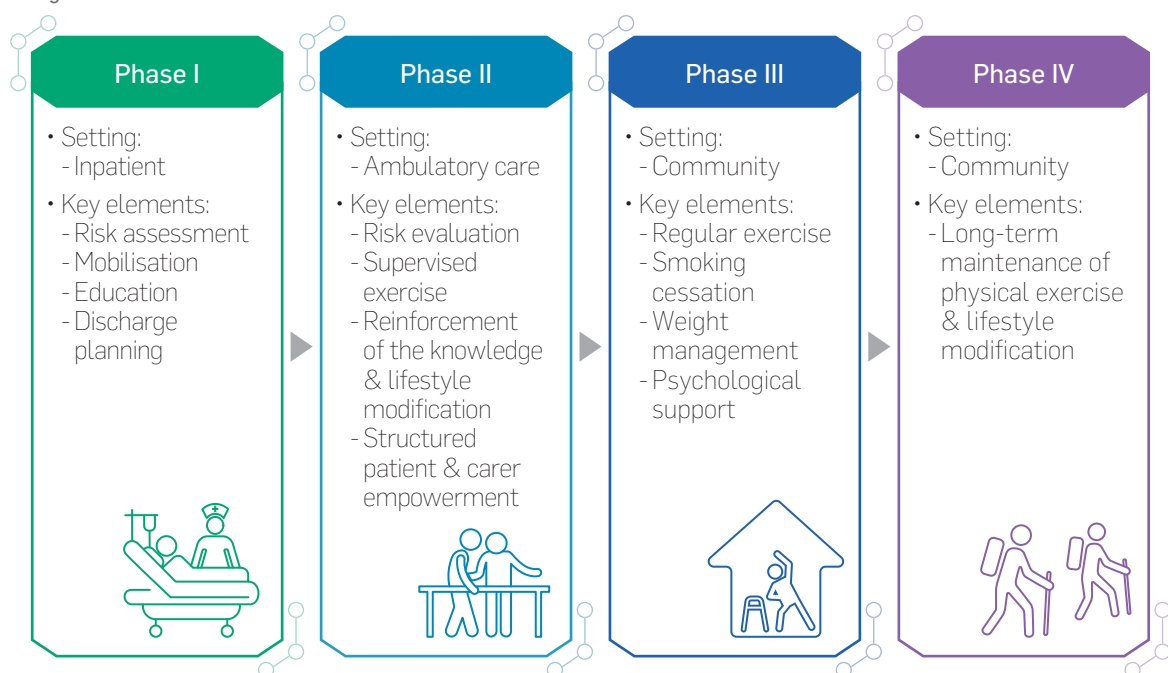 Phase I
• Setting:
- Inpatient
• Key elements:
- Risk assessment
- Mobilisation
- Education
- Discharge
planning
Phase II
• Setting:
- Ambulatory care
• Key elements:
- Risk evaluation
- Supervised
exercise
- Reinforcement
of the knowledge
& lifestyle
modification
- Structured
patient & carer
empowerment
Phase III
• Setting:
- Community
• Key elements:
- Regular exercise
- Smoking
cessation
- Weight
management
- Psychological
support
Phase IV
• Setting:
- Community
• Key elements:
- Long-term
maintenance of
physical exercise
& lifestyle
modification